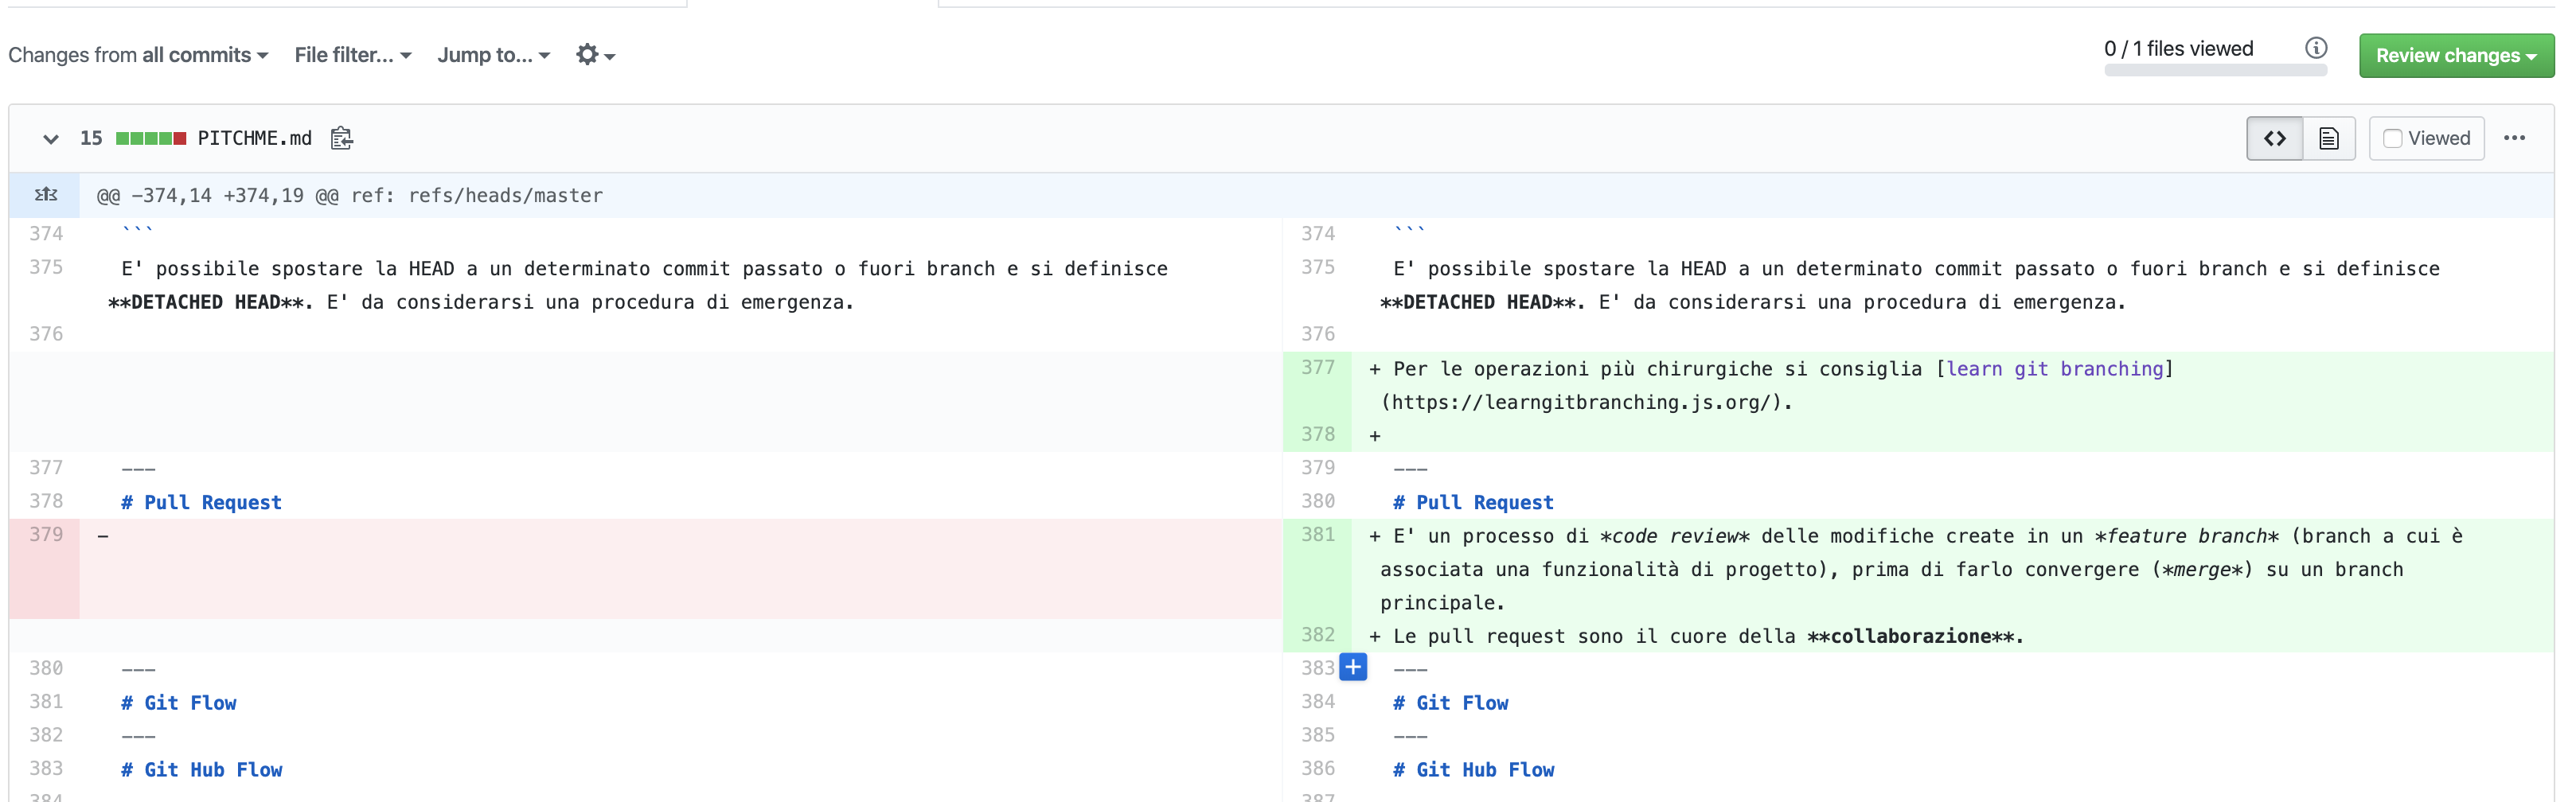 Changes from all commits File filter... Jump to... 0 / 1 files viewed Review changes
15 PITCHME.md <> Viewed ...
@@ -374,14 +374,19 @@ ref: refs/heads/master
374 ```
375 E' possibile spostare la HEAD a un determinato commit passato o fuori branch e si definisce
**DETACHED HEAD**. E' da considerarsi una procedura di emergenza.
376
377 ---
378 # Pull Request
379 -
380 ---
381 # Git Flow
382 ---
383 # Git Hub Flow
384
374 ```
375 E' possibile spostare la HEAD a un determinato commit passato o fuori branch e si definisce
**DETACHED HEAD**. E' da considerarsi una procedura di emergenza.
376
377 + Per le operazioni più chirurgiche si consiglia [learn git branching]
(https://learngitbranching.js.org/).
378 +
379 ---
380 # Pull Request
381 + E' un processo di *code review* delle modifiche create in un *feature branch* (branch a cui è
associata una funzionalità di progetto), prima di farlo convergere (*merge*) su un branch
principale.
382 + Le pull request sono il cuore della **collaborazione**.
383 + ---
384 # Git Flow
385 ---
386 # Git Hub Flow
387